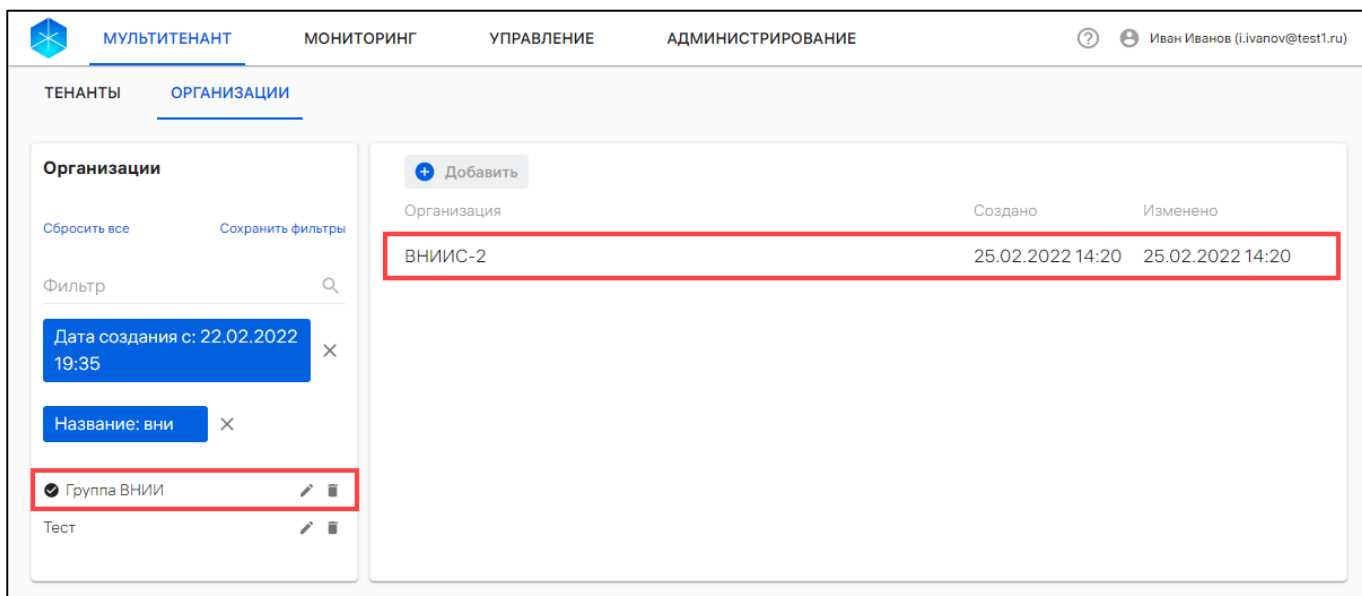 МУЛЬТИТЕНАНТ МОНИТОРИНГ УПРАВЛЕНИЕ АДМИНИСТРИРОВАНИЕ ? Иван Иванов (i.ivanov@test1.ru)
ТЕНАНТЫ ОРГАНИЗАЦИИ
Организации
Сбросить все Сохранить фильтры
Фильтр
Дата создания с: 22.02.2022
19:35
Название: вни
Группа ВНИИ
Тест
Добавить
Организация Создано Изменено
ВНИИС-2 25.02.2022 14:20 25.02.2022 14:20